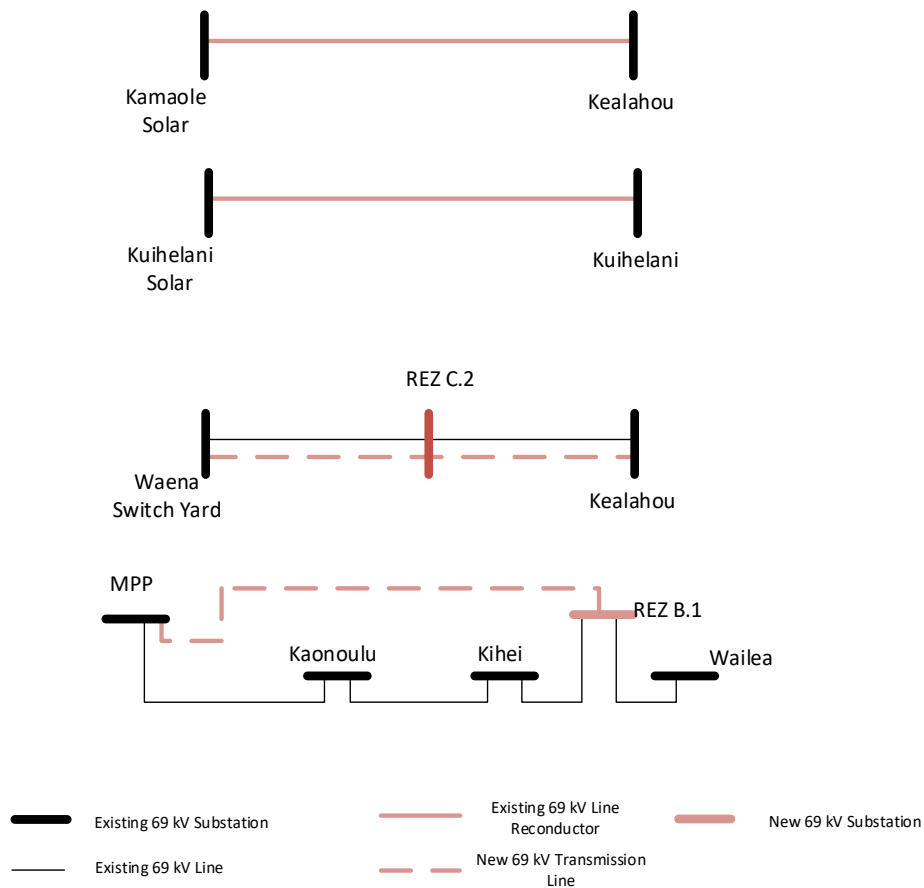 Kamaole
Solar
Kealahou
Kuihelani
Solar
Kuihelani
REZ C.2
Waena
Switch Yard
Kealahou
MPP
REZ B.1
Kaonoulu
Kihei
Wailea
Existing 69 kV Substation
Existing 69 kV Line
Reconductor
New 69 kV Substation
Existing 69 kV Line
New 69 kV Transmission
Line